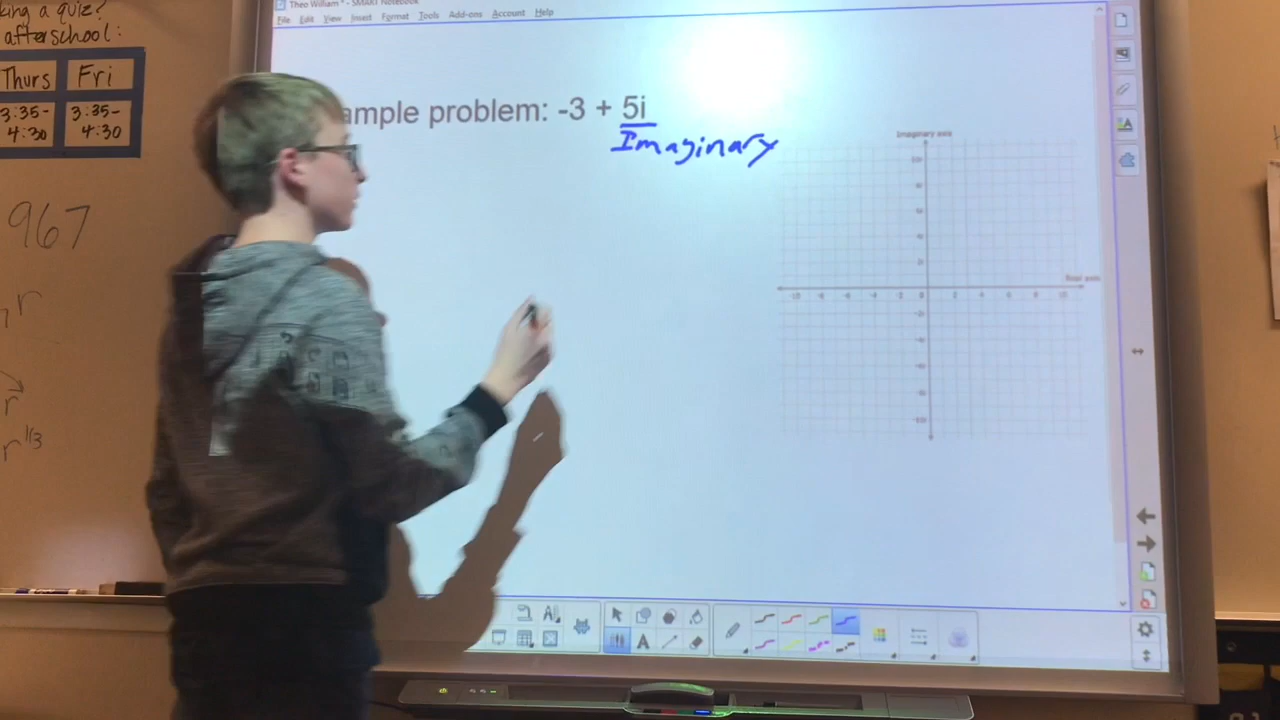 king a quiz?
afterschool:
Thurs Fri
3:35- 3:35-
4:30 4:30
967
r
r
r 1/3
Theo William * - SMART Notebook
File Edit View Insert Format Tools Add-ons Account Help
ample problem: -3 + 5i
Imaginary
Imaginary axis
Real axis